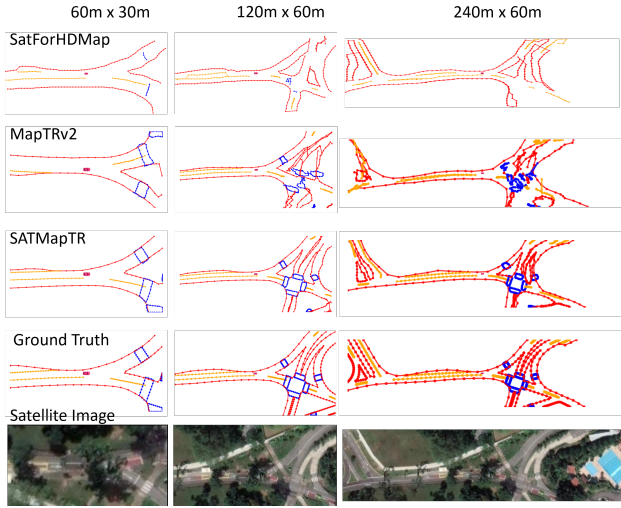 60m x 30m 120m x 60m 240m x 60m
SatForHDMap
MapTRv2
SATMapTR
Ground Truth
Satellite Image